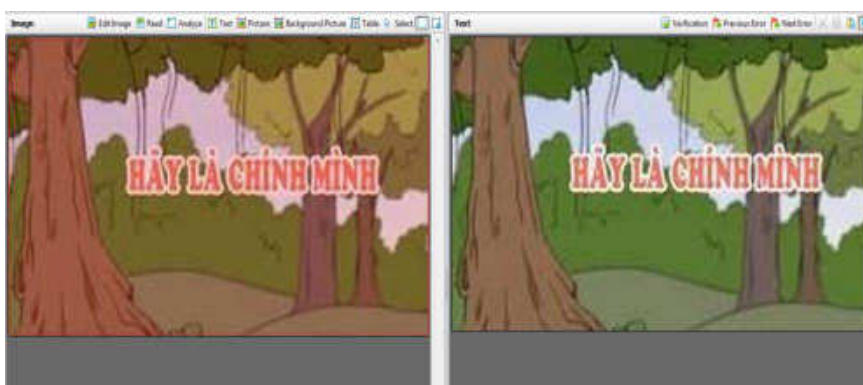 Image Edit Image Read Analyze Text Picture Background Picture Table Select
Text Verification Previous Error Next Error
HÃY LÀ CHÍNH MÌNH
HÃY LÀ CHÍNH MÌNH